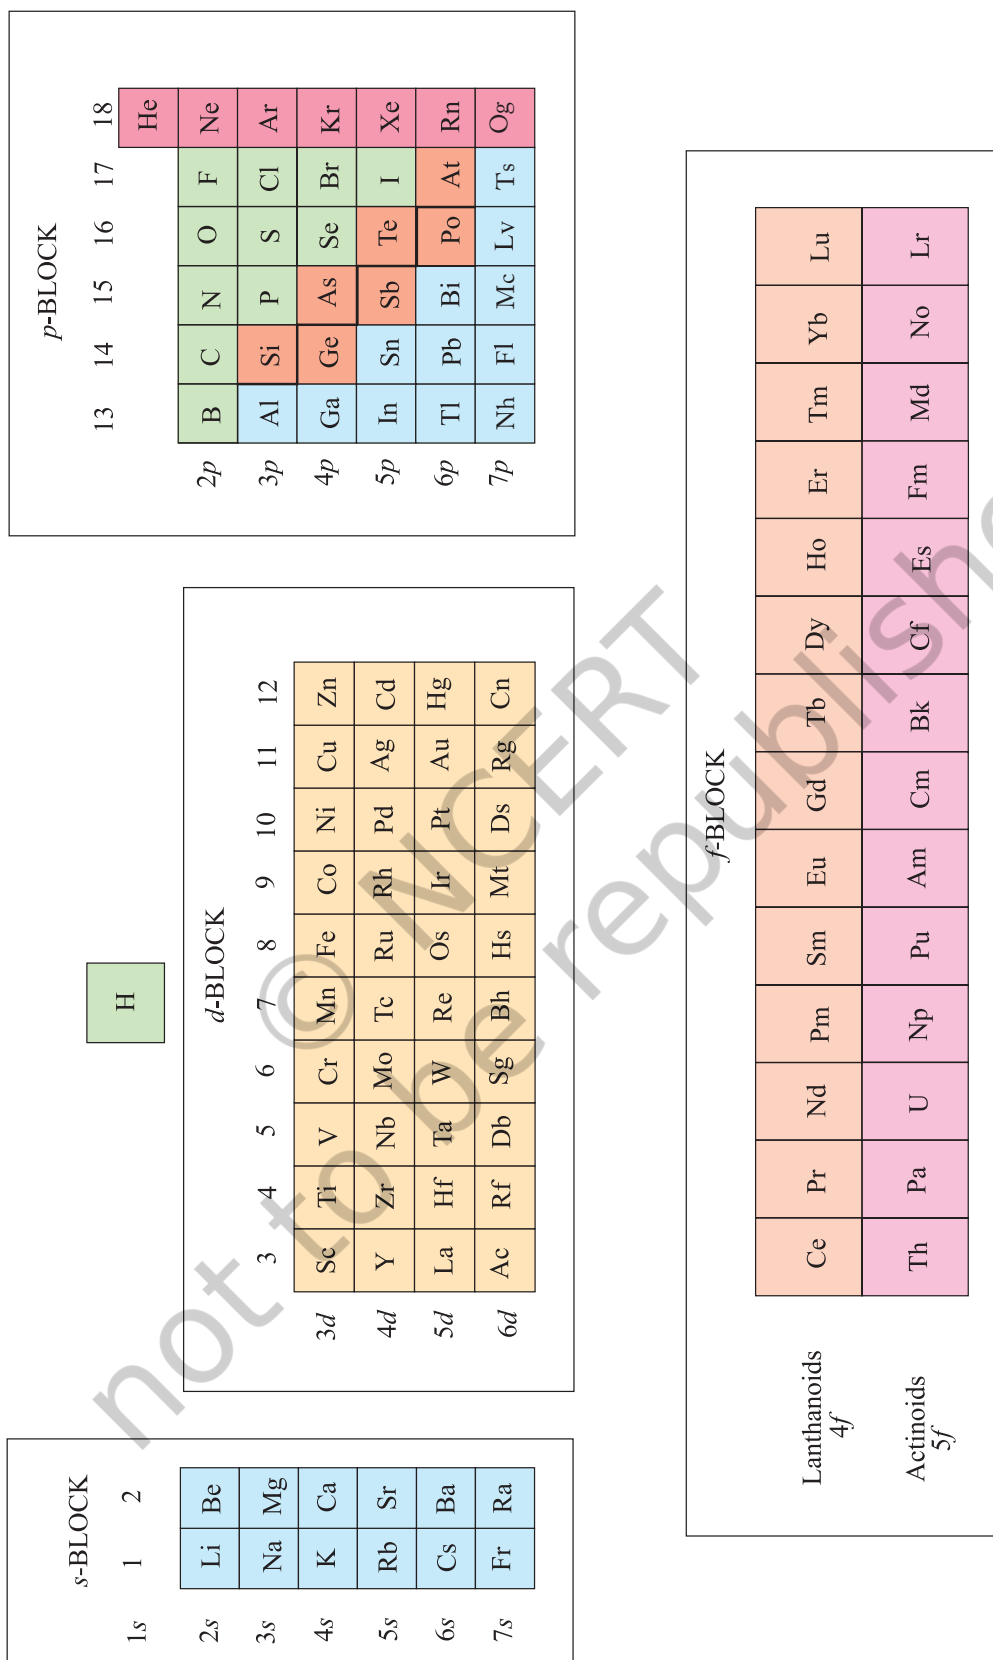 s-BLOCK
1 2
1s
2s Li Be
3s Na Mg
4s K Ca
5s Rb Sr
6s Cs Ba
7s Fr Ra
H
d-BLOCK
3 4 5 6 7 8 9 10 11 12
3d Sc Ti V Cr Mn Fe Co Ni Cu Zn
4d Y Zr Nb Mo Tc Ru Rh Pd Ag Cd
5d La Hf Ta W Re Os Ir Pt Au Hg
6d Ac Rf Db Sg Bh Hs Mt Ds Rg Cn
p-BLOCK
13 14 15 16 17 18
He
2p B C N O F Ne
3p Al Si P S Cl Ar
4p Ga Ge As Se Br Kr
5p In Sn Sb Te I Xe
6p Tl Pb Bi Po At Rn
7p Nh Fl Mc Lv Ts Og
f-BLOCK
Lanthanoids
4f
Ce Pr Nd Pm Sm Eu Gd Tb Dy Ho Er Tm Yb Lu
Actinoids
5f
Th Pa U Np Pu Am Cm Bk Cf Es Fm Md No Lr
© NCERT
not to be republishe